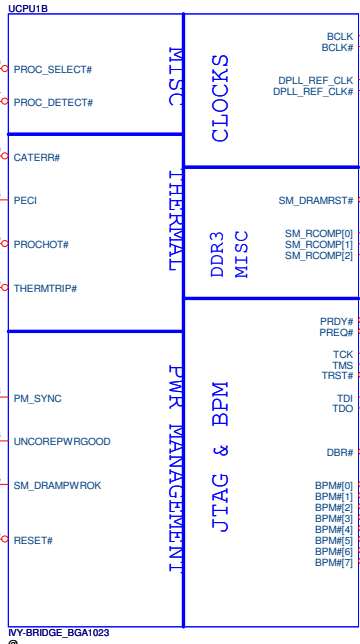 UCPU1B
PROC_SELECT#
PROC_DETECT#
MISC
CATERR#
PECI
PROCHOT#
THERMTRIP#
THERMAL
PM_SYNC
UNCOREPWRGOOD
SM_DRAMPWROK
RESET#
PWR MANAGEMENT
CLOCKS
BCLK
BCLK#
DPLL_REF_CLK
DPLL_REF_CLK#
DDR3
MISC
SM_DRAMRST#
SM_RCOMP[0]
SM_RCOMP[1]
SM_RCOMP[2]
JTAG & BPM
PRDY#
PREQ#
TCK
TMS
TRST#
TDI
TDO
DBR#
BPM#[0]
BPM#[1]
BPM#[2]
BPM#[3]
BPM#[4]
BPM#[5]
BPM#[6]
BPM#[7]
IVY-BRIDGE_BGA1023
@